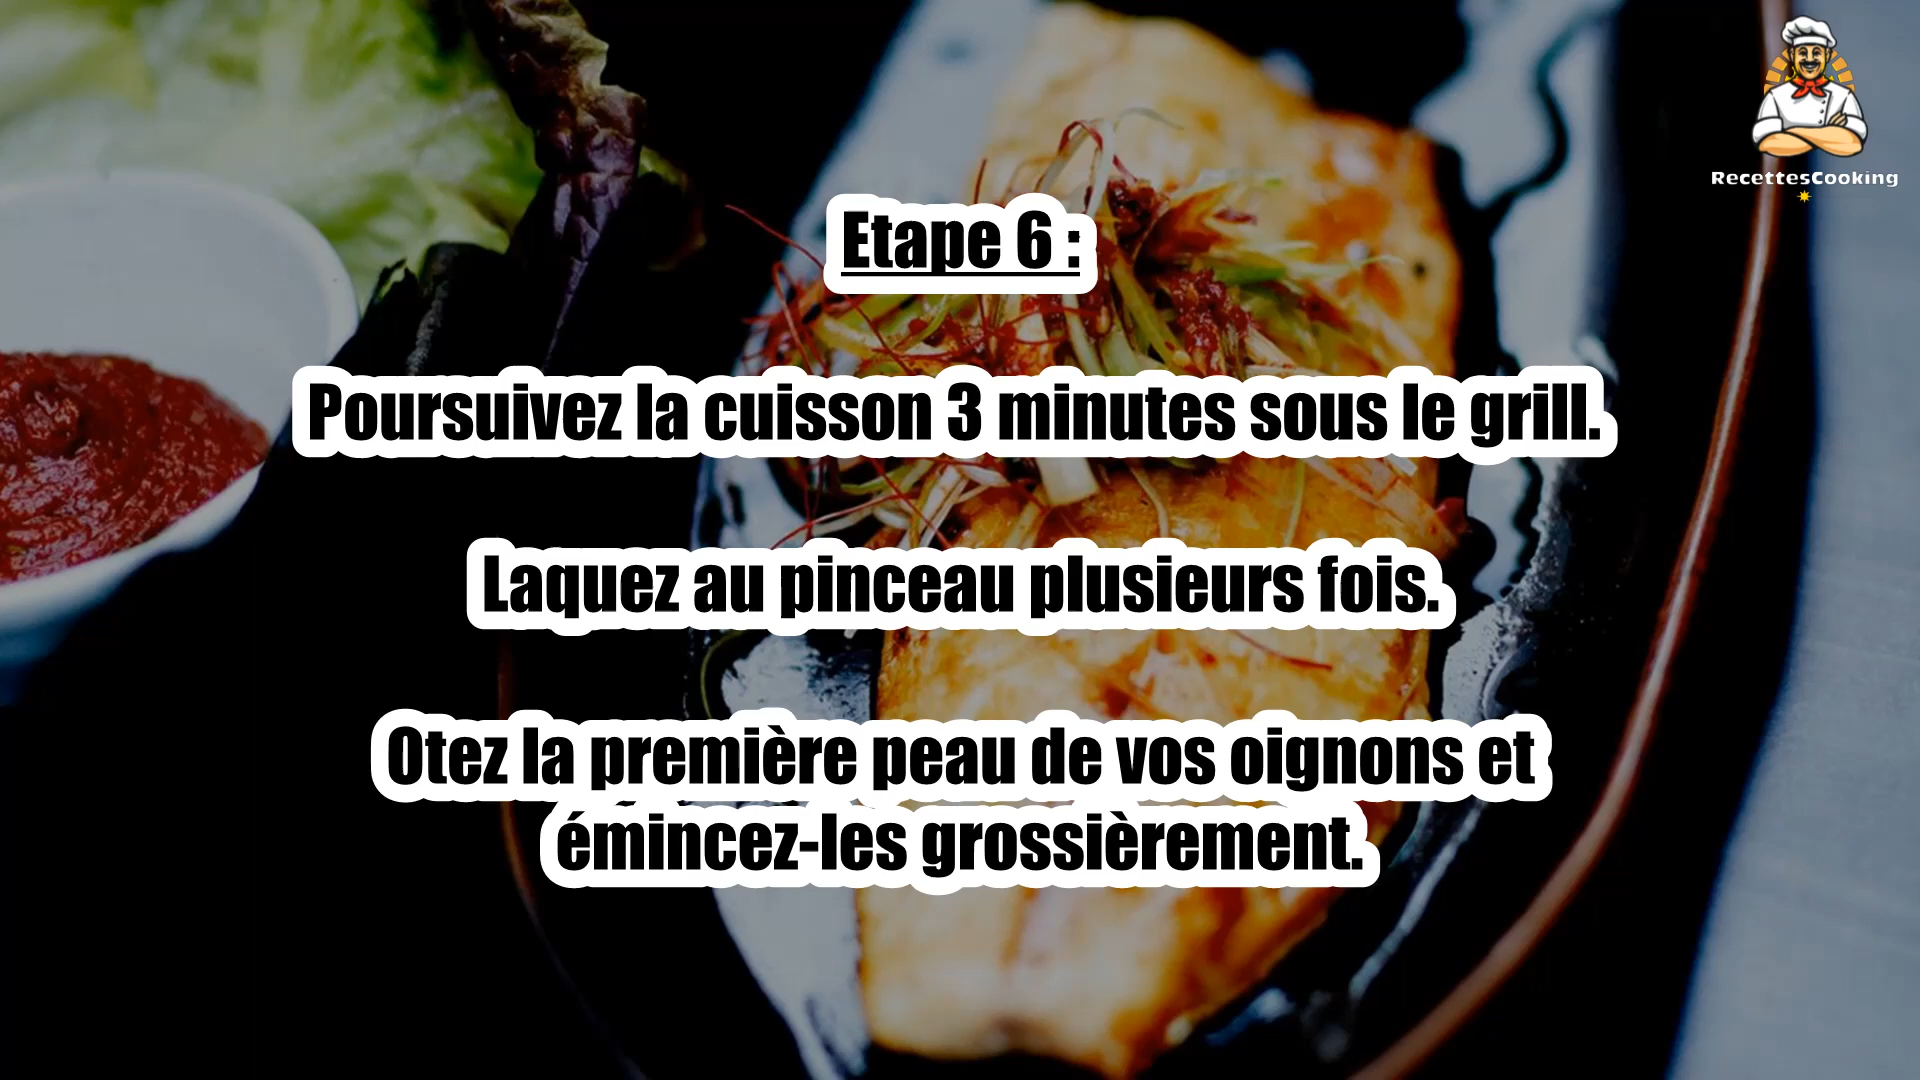 RecettesCooking
Etape 6 :
Poursuivez la cuisson 3 minutes sous le grill.
Laquez au pinceau plusieurs fois.
Otez la première peau de vos oignons et
émincez-les grossièrement.